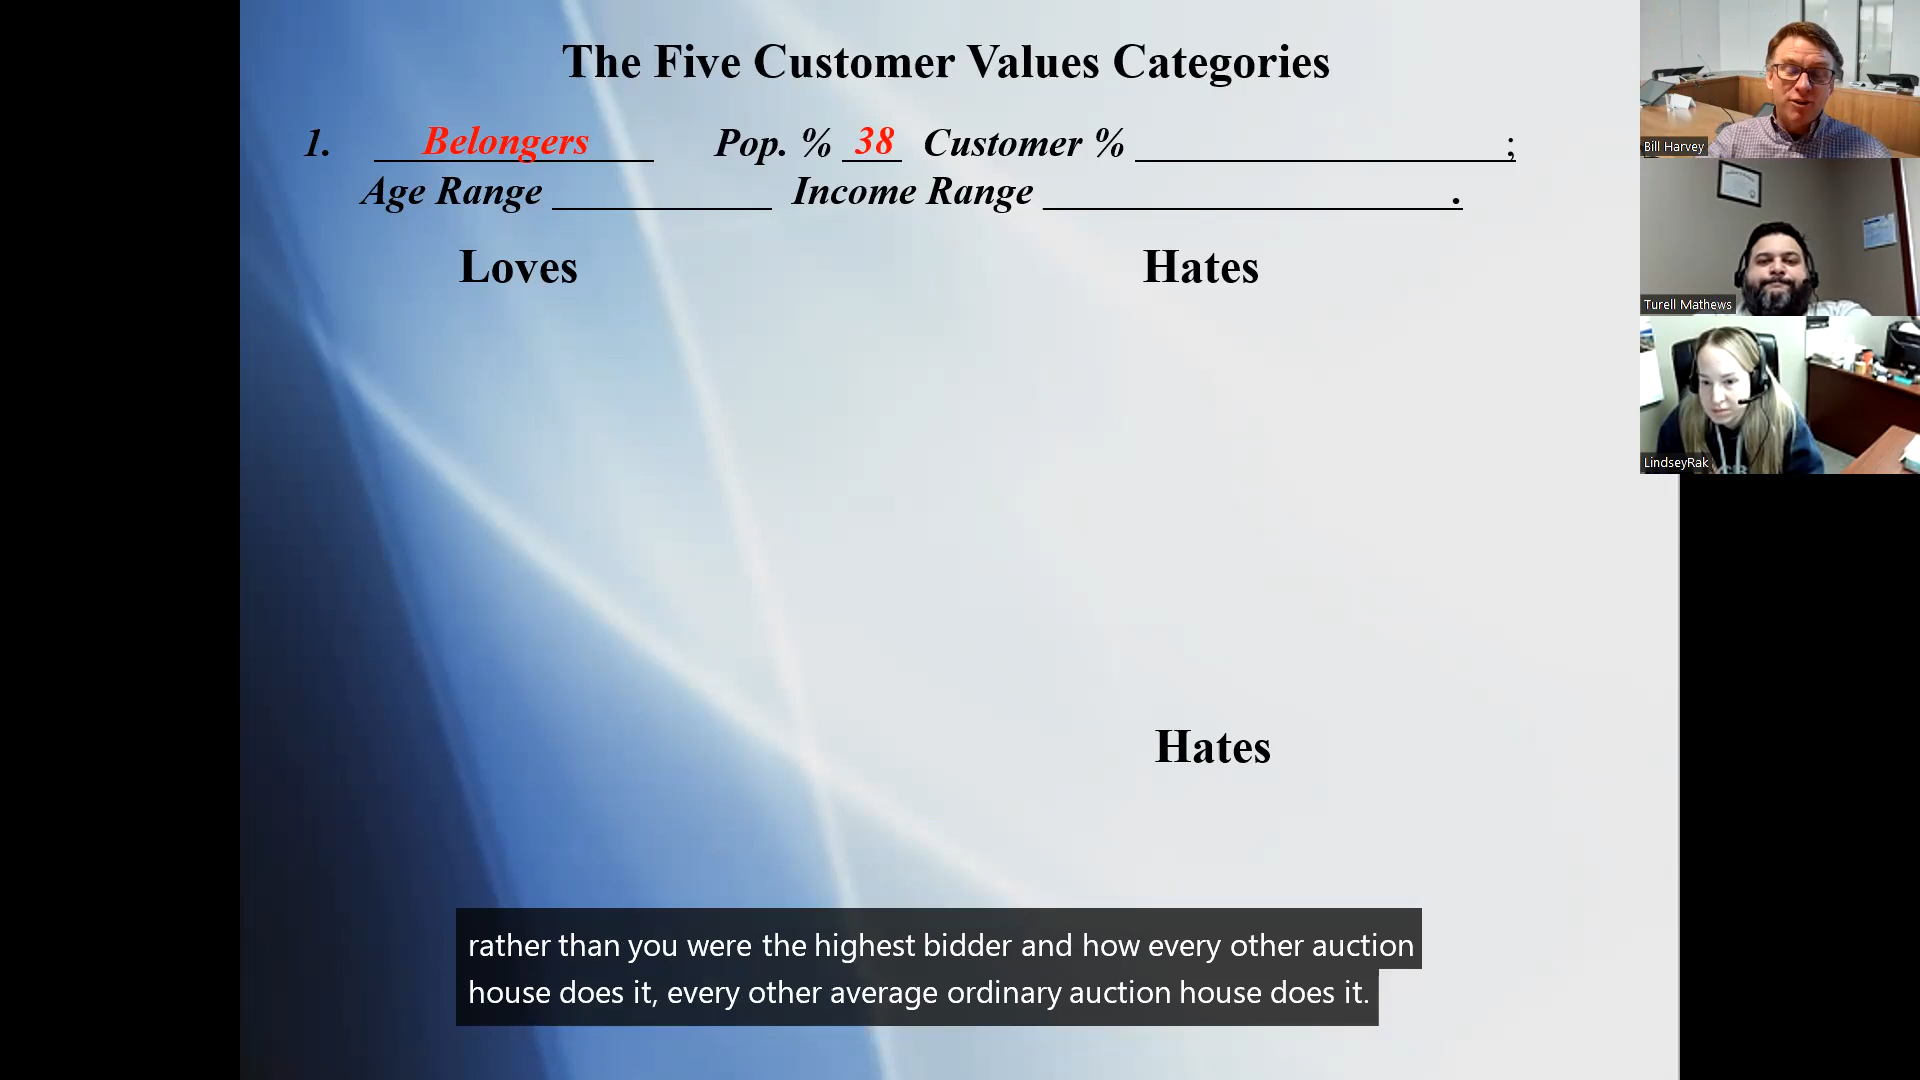 The Five Customer Values Categories
1. Belongers Pop. % 38 Customer % ;
Age Range Income Range .
Loves Hates
Hates
rather than you were the highest bidder and how every other auction
house does it, every other average ordinary auction house does it.
Bill Harvey
Turell Mathews
LindseyRak